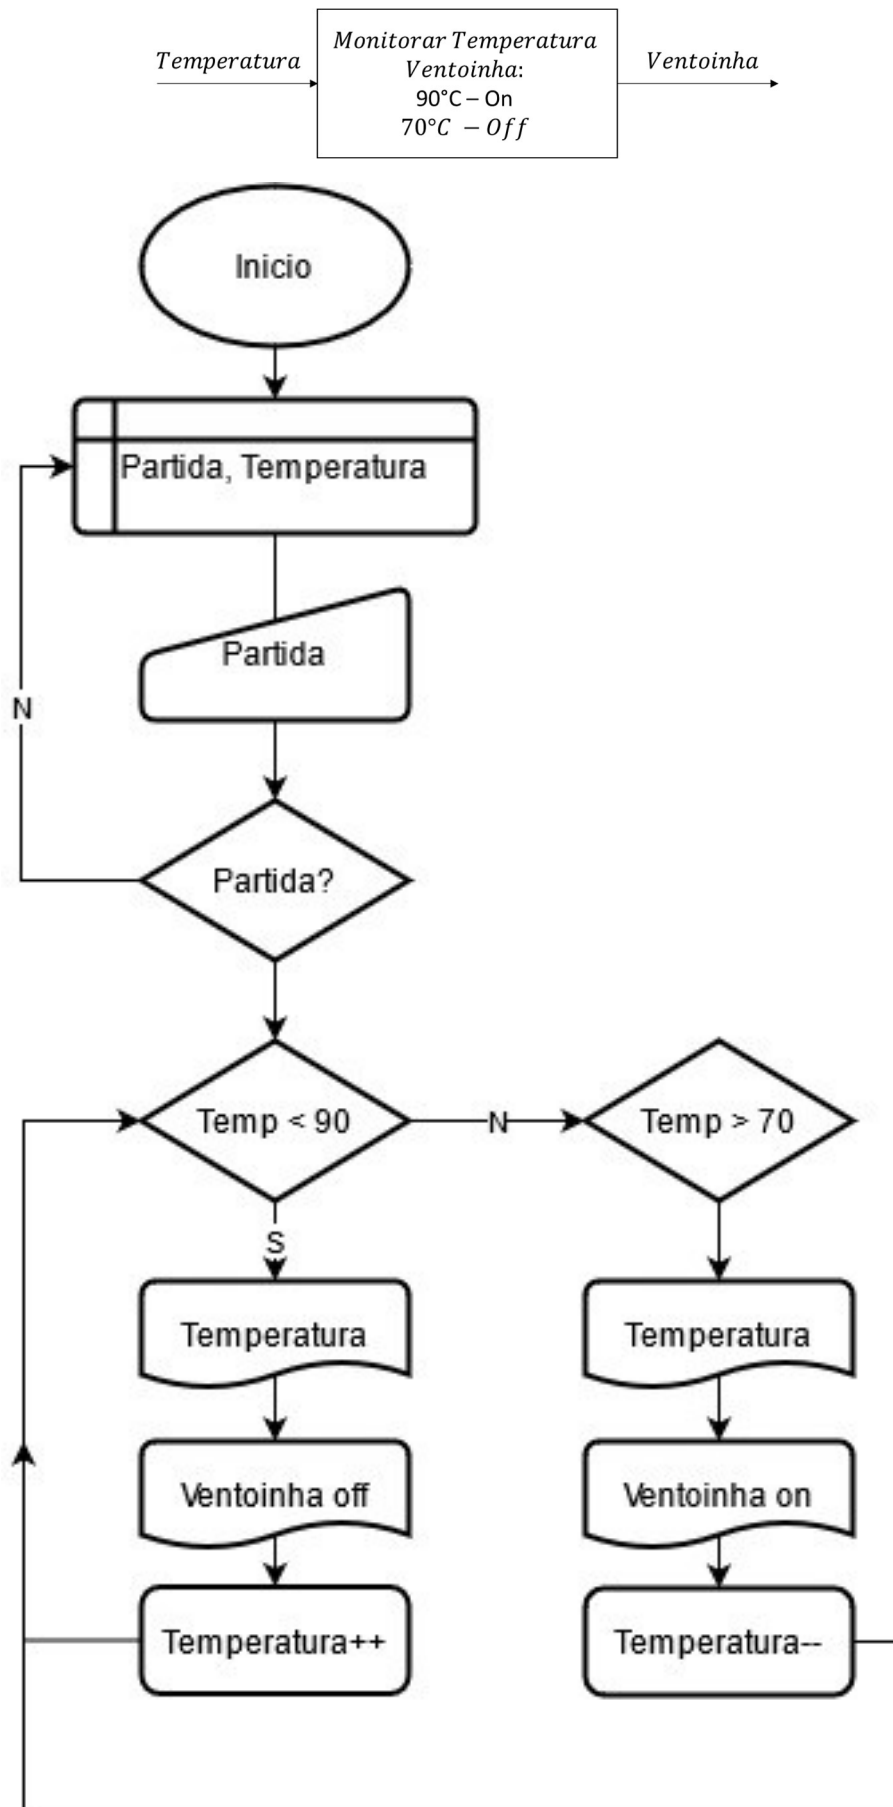 Temperatura
Monitorar Temperatura
Ventoinha:
90°C – On
70°C – Off
Ventoinha
Inicio
Partida, Temperatura
Partida
N
Partida?
Temp < 90
N
Temp > 70
S
Temperatura
Temperatura
Ventoinha off
Ventoinha on
Temperatura++
Temperatura--